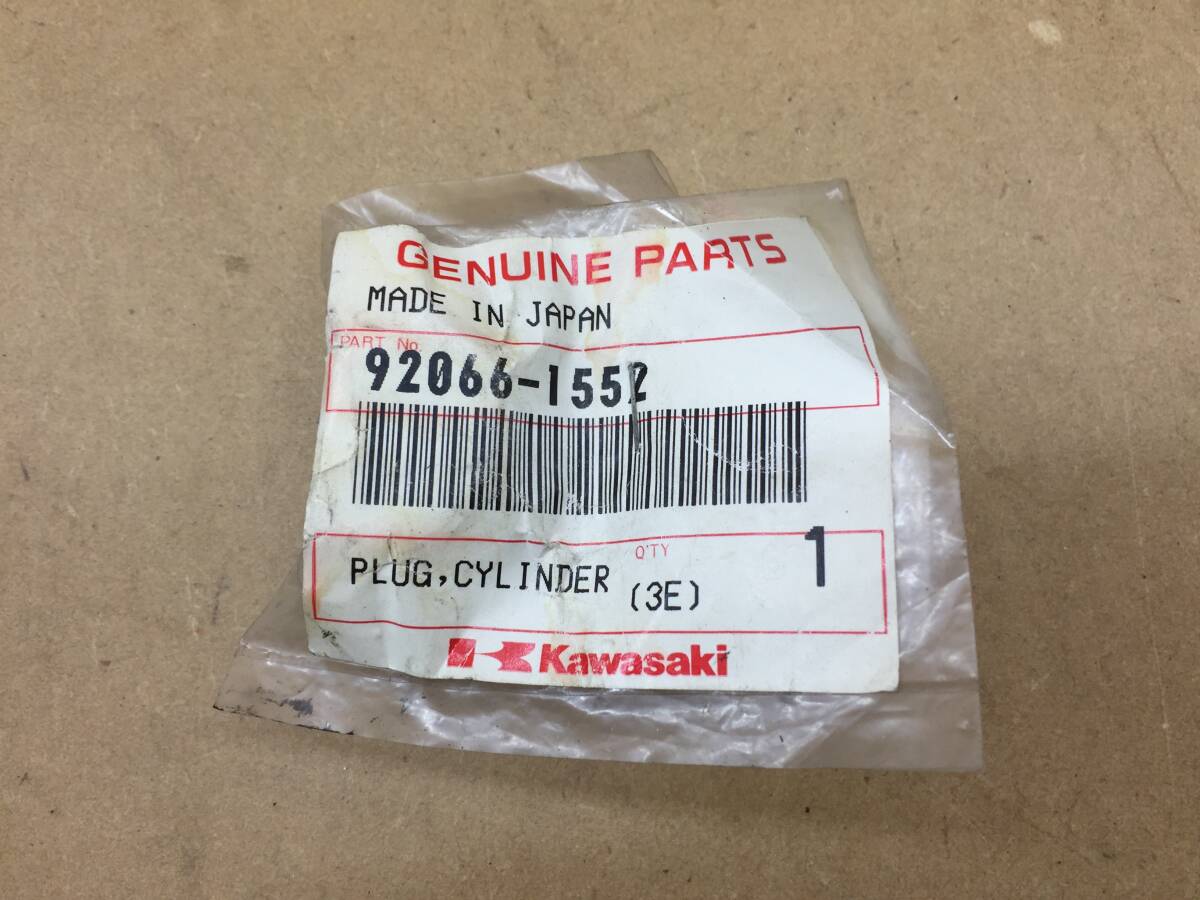 GENUINE PARTS
MADE IN JAPAN
PART No.
92066-1552
Q'TY
1
PLUG,CYLINDER (3E)
Kawasaki